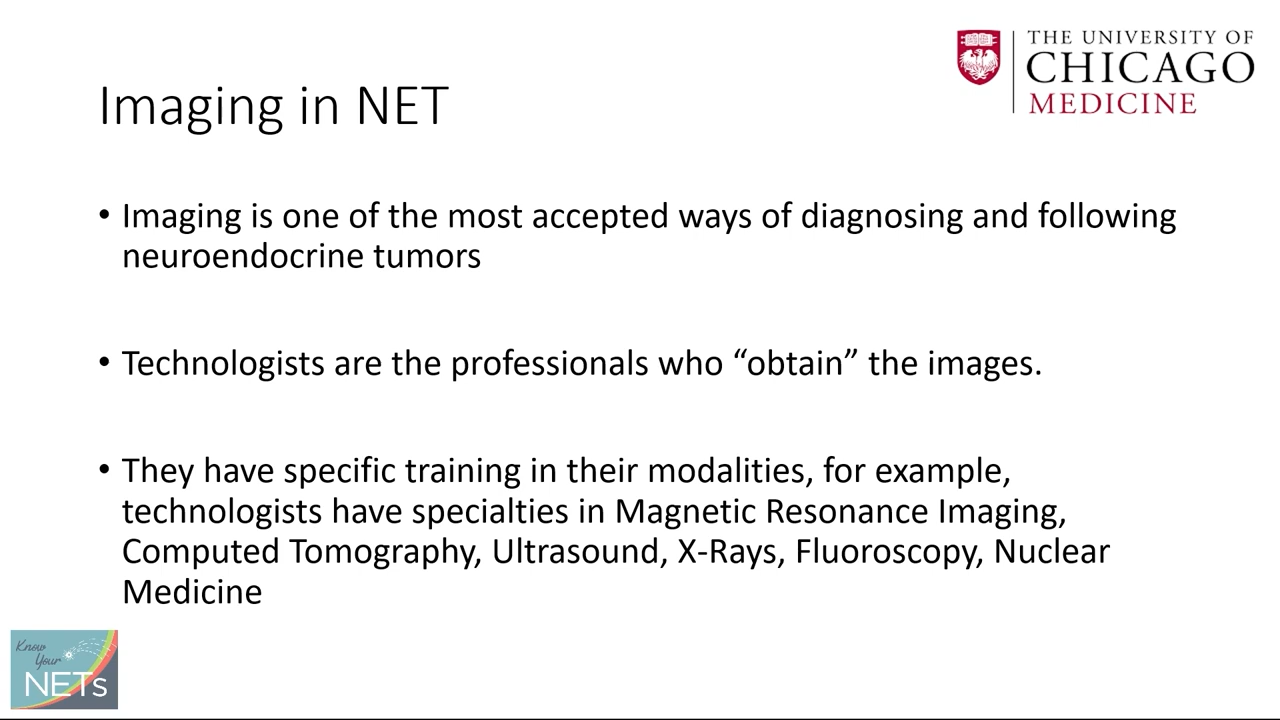 THE UNIVERSITY OF
CHICAGO
MEDICINE
Imaging in NET
• Imaging is one of the most accepted ways of diagnosing and following
neuroendocrine tumors
• Technologists are the professionals who “obtain” the images.
• They have specific training in their modalities, for example,
technologists have specialties in Magnetic Resonance Imaging,
Computed Tomography, Ultrasound, X-Rays, Fluoroscopy, Nuclear
Medicine
Know
Your
NETs